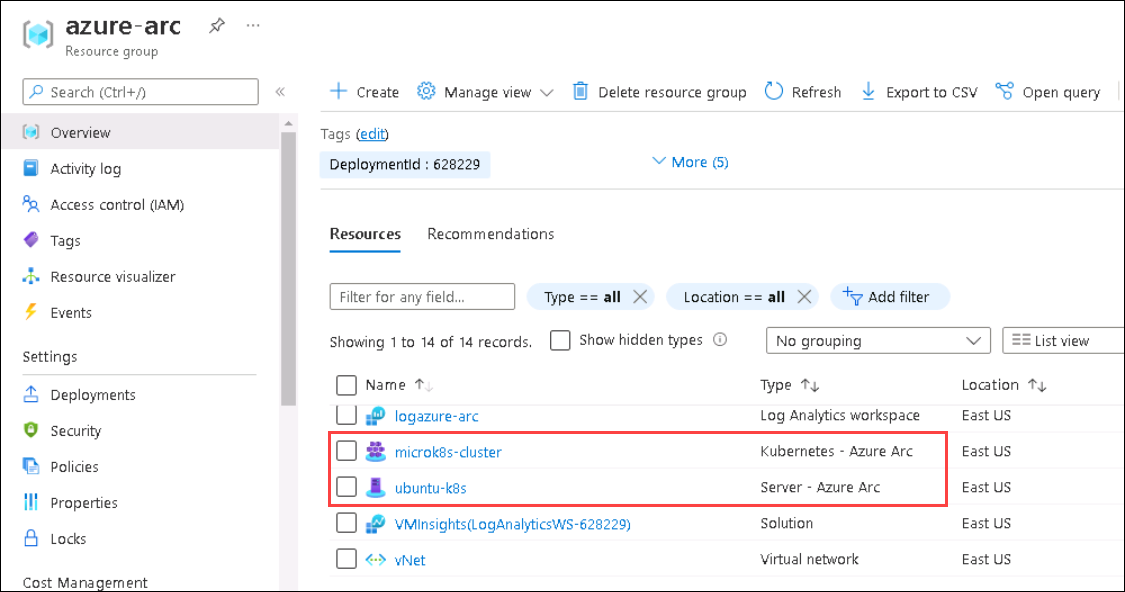 azure-arc
Resource group
Search (Ctrl+/)
Overview
Activity log
Access control (IAM)
Tags
Resource visualizer
Events
Settings
Deployments
Security
Policies
Properties
Locks
Cost Management
Create
Manage view
Delete resource group
Refresh
Export to CSV
Open query
Tags (edit)
DeploymentId : 628229
More (5)
Resources Recommendations
Filter for any field...
Type == all
Location == all
Add filter
Showing 1 to 14 of 14 records.
Show hidden types
No grouping
List view
Name Type Location
logazure-arc Log Analytics workspace East US
microk8s-cluster Kubernetes - Azure Arc East US
ubuntu-k8s Server - Azure Arc East US
VMInsights(LogAnalyticsWS-628229) Solution East US
vNet Virtual network East US